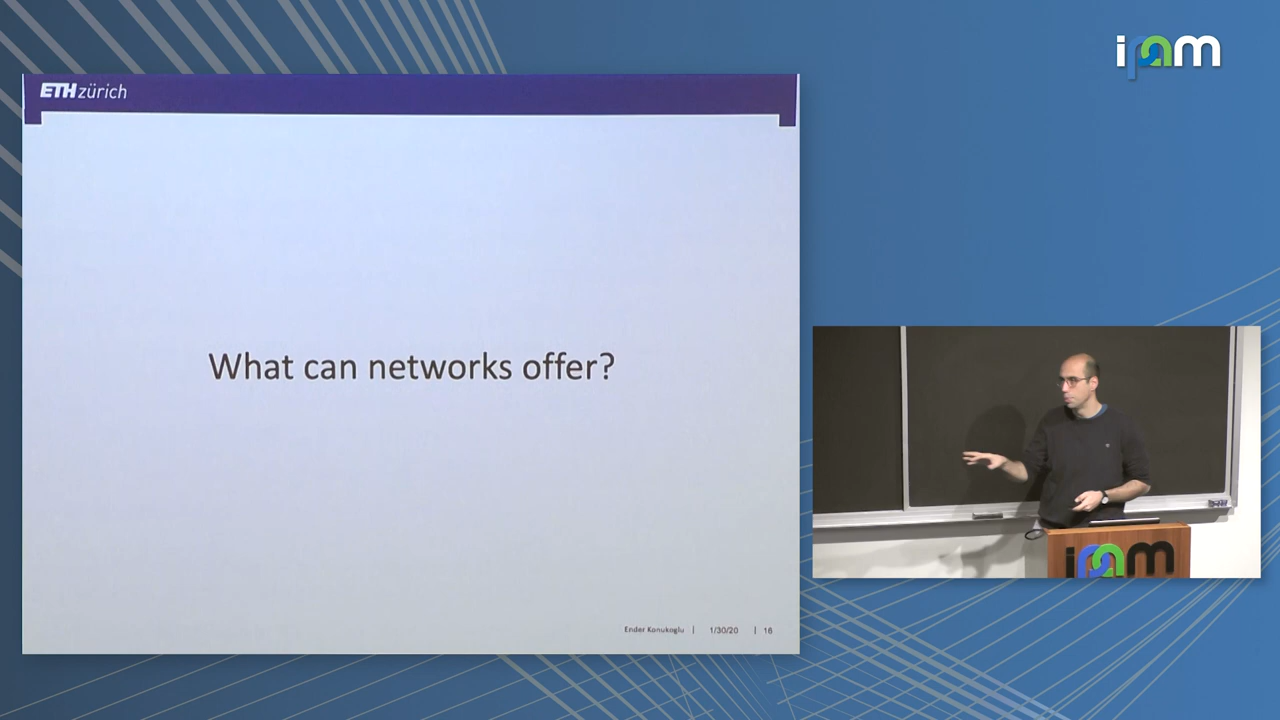 ipam
ETH zürich
What can networks offer?
Ender Konukoglu | 1/30/20 | 16
ipam